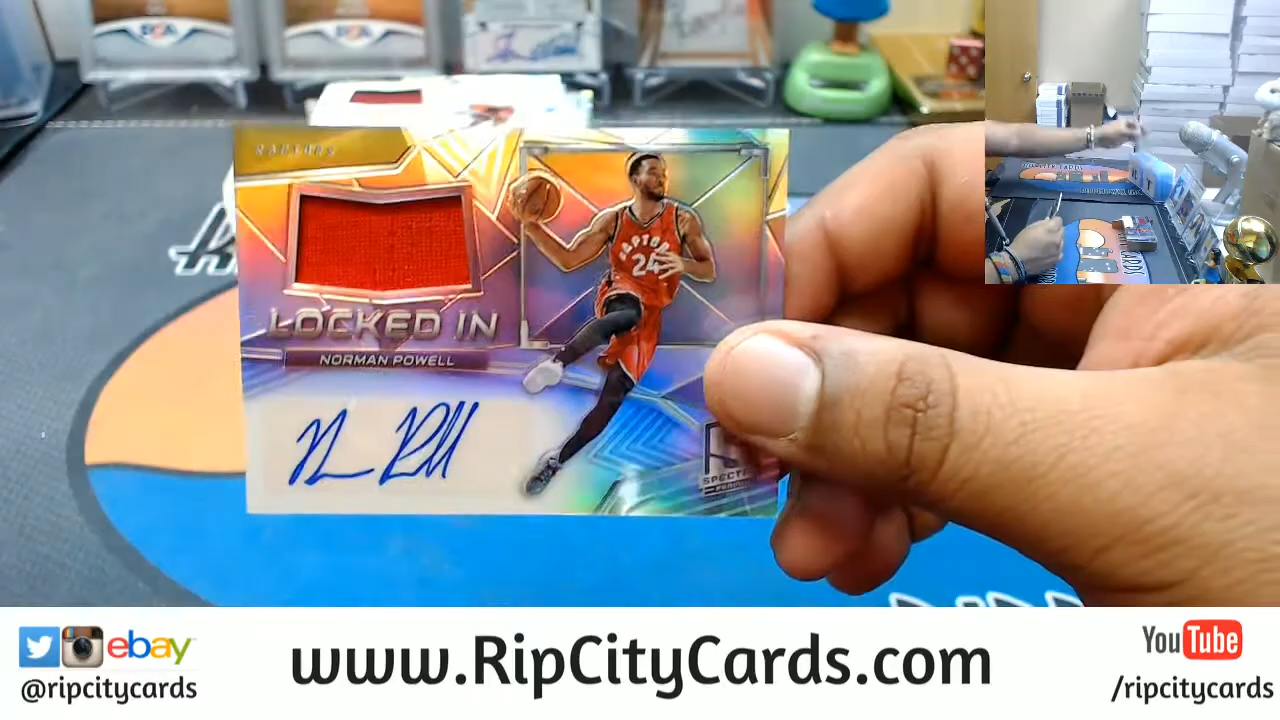 RAPTORS
RAPTORS
24
LOCKED IN
NORMAN POWELL
SPECTRA
ebay
@ripcitycards
www.RipCityCards.com
YouTube
/ripcitycards